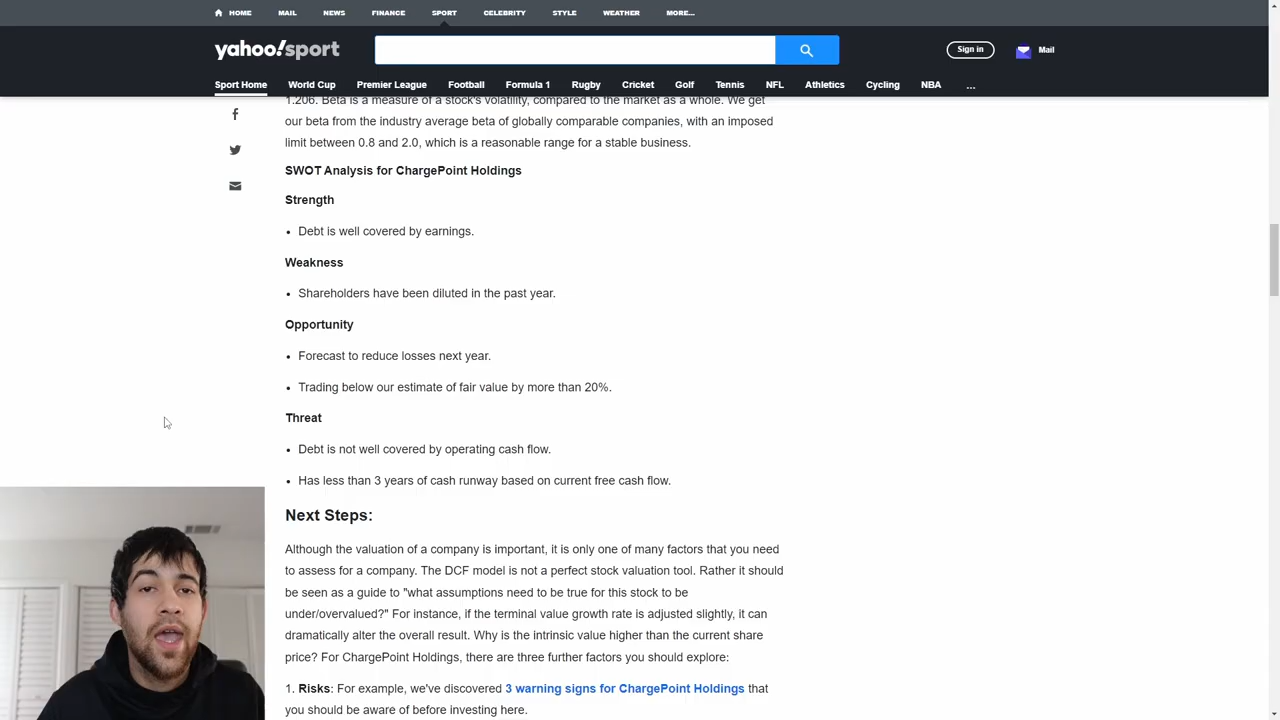 HOME MAIL NEWS FINANCE SPORT CELEBRITY STYLE WEATHER MORE...
yahoo!sport
Sign in
Mail
Sport Home World Cup Premier League Football Formula 1 Rugby Cricket Golf Tennis NFL Athletics Cycling NBA ...
1.206. Beta is a measure of a stock's volatility, compared to the market as a whole. We get
our beta from the industry average beta of globally comparable companies, with an imposed
limit between 0.8 and 2.0, which is a reasonable range for a stable business.
SWOT Analysis for ChargePoint Holdings
Strength
• Debt is well covered by earnings.
Weakness
• Shareholders have been diluted in the past year.
Opportunity
• Forecast to reduce losses next year.
• Trading below our estimate of fair value by more than 20%.
Threat
• Debt is not well covered by operating cash flow.
• Has less than 3 years of cash runway based on current free cash flow.
Next Steps:
Although the valuation of a company is important, it is only one of many factors that you need
to assess for a company. The DCF model is not a perfect stock valuation tool. Rather it should
be seen as a guide to "what assumptions need to be true for this stock to be
under/overvalued?" For instance, if the terminal value growth rate is adjusted slightly, it can
dramatically alter the overall result. Why is the intrinsic value higher than the current share
price? For ChargePoint Holdings, there are three further factors you should explore:
1. Risks: For example, we've discovered 3 warning signs for ChargePoint Holdings that
you should be aware of before investing here.